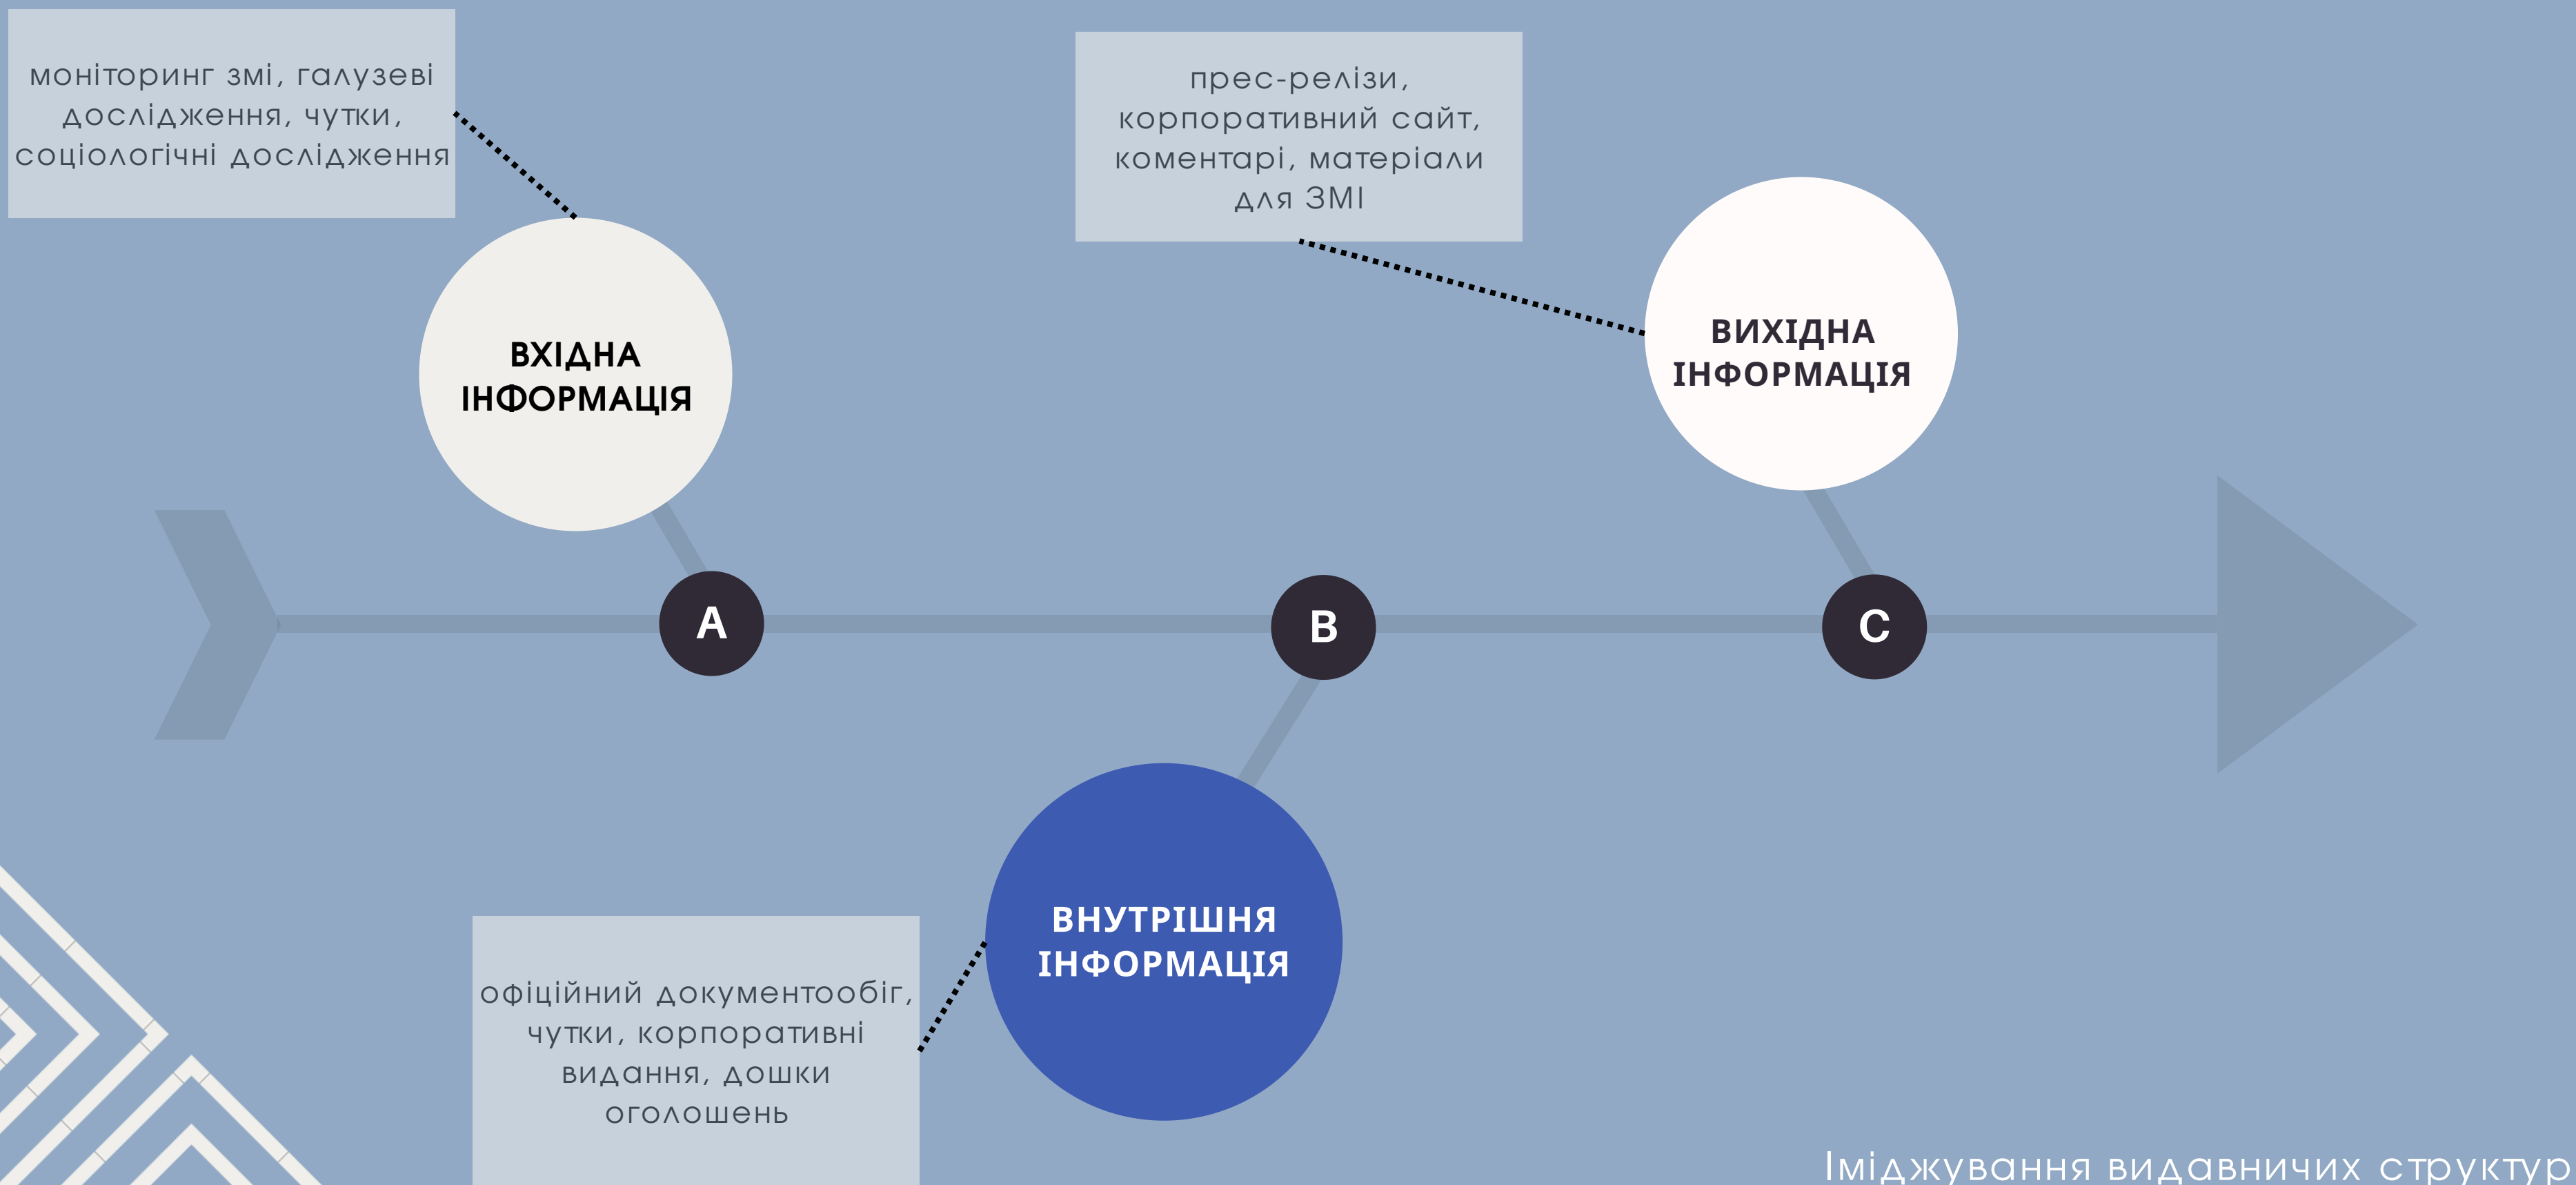 моніторинг змі, галузеві
дослідження, чутки,
соціологічні дослідження
прес-релізи,
корпоративний сайт,
коментарі, матеріали
для ЗМІ
ВХІДНА
ІНФОРМАЦІЯ
ВИХІДНА
ІНФОРМАЦІЯ
A
B
C
ВНУТРІШНЯ
ІНФОРМАЦІЯ
офіційний документообіг,
чутки, корпоративні
видання, дошки
оголошень
Іміджування видавничих структур